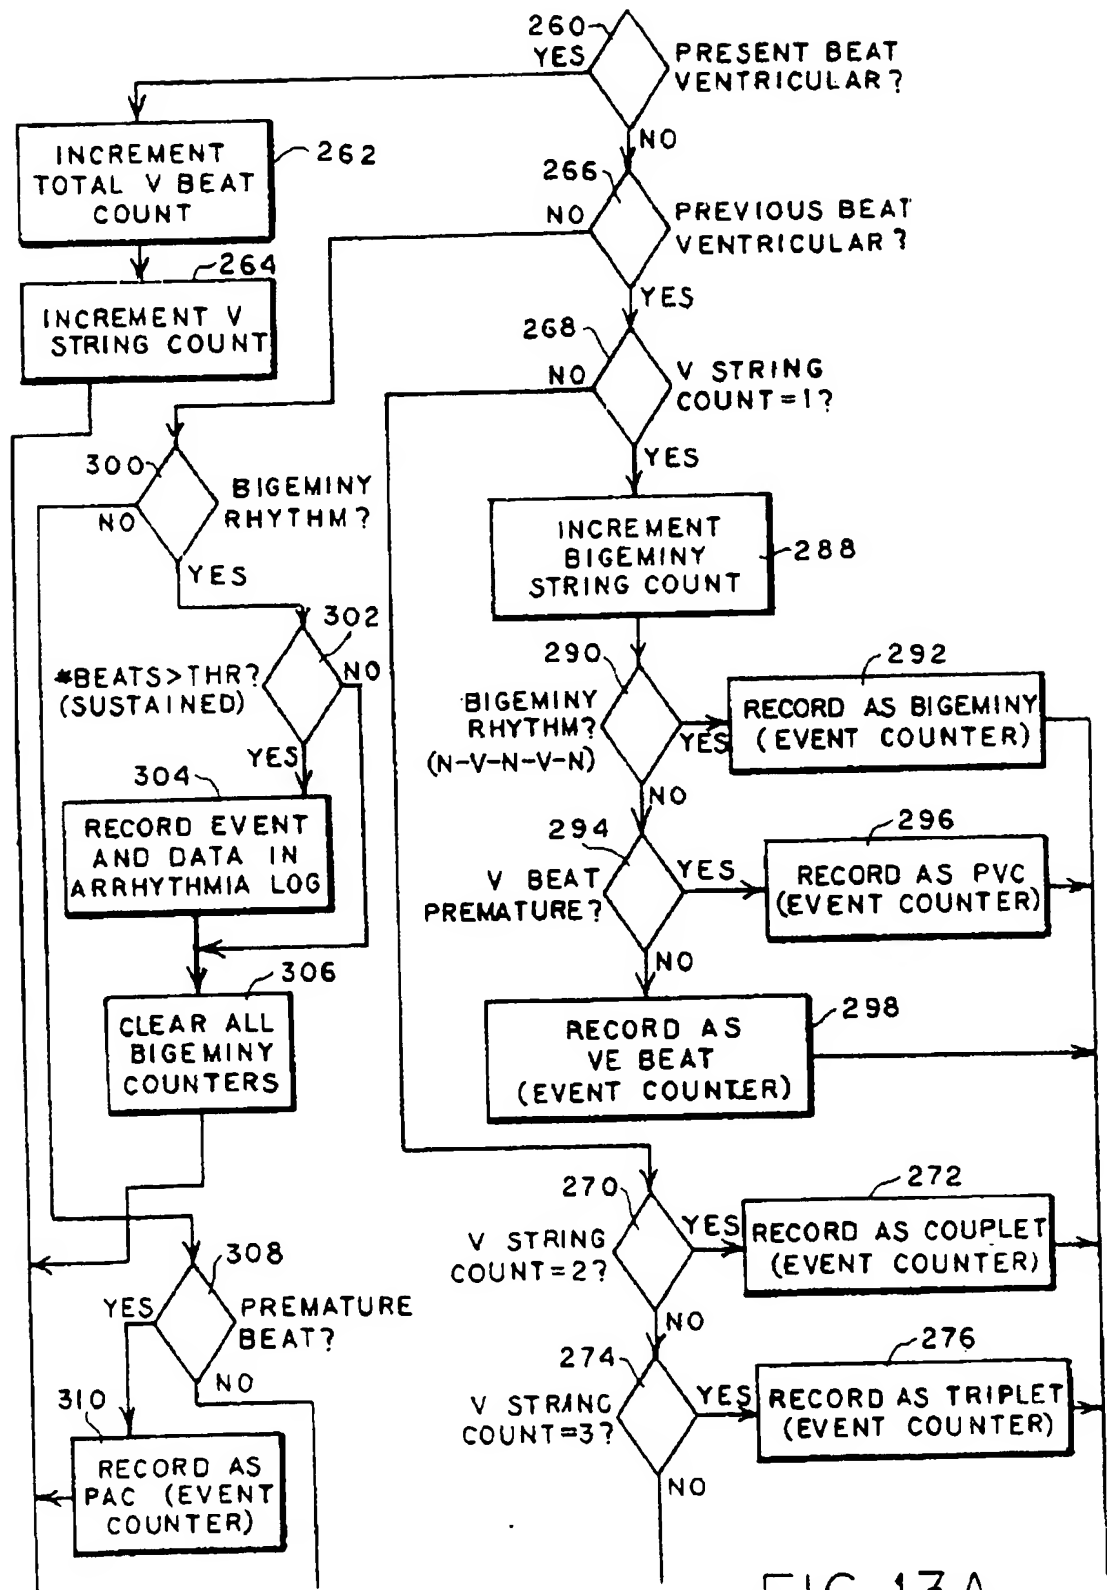 260
YES
PRESENT BEAT
VENTRICULAR?
NO
INCREMENT
TOTAL V BEAT
COUNT
262
266
NO
PREVIOUS BEAT
VENTRICULAR?
YES
264
INCREMENT V
STRING COUNT
268
NO
V STRING
COUNT=1?
YES
300
NO
BIGEMINY
RHYTHM?
YES
INCREMENT
BIGEMINY
STRING COUNT
288
302
*BEATS>THR?
(SUSTAINED)
NO
YES
290
BIGEMINY
RHYTHM?
(N-V-N-V-N)
YES
NO
292
RECORD AS BIGEMINY
(EVENT COUNTER)
304
RECORD EVENT
AND DATA IN
ARRHYTHMIA LOG
294
V BEAT
PREMATURE?
YES
NO
296
RECORD AS PVC
(EVENT COUNTER)
306
CLEAR ALL
BIGEMINY
COUNTERS
298
RECORD AS
VE BEAT
(EVENT COUNTER)
270
V STRING
COUNT=2?
YES
NO
272
RECORD AS COUPLET
(EVENT COUNTER)
308
YES
PREMATURE
BEAT?
NO
274
V STRING
COUNT=3?
YES
NO
276
RECORD AS TRIPLET
(EVENT COUNTER)
310
RECORD AS
PAC (EVENT
COUNTER)
FIG. 13A